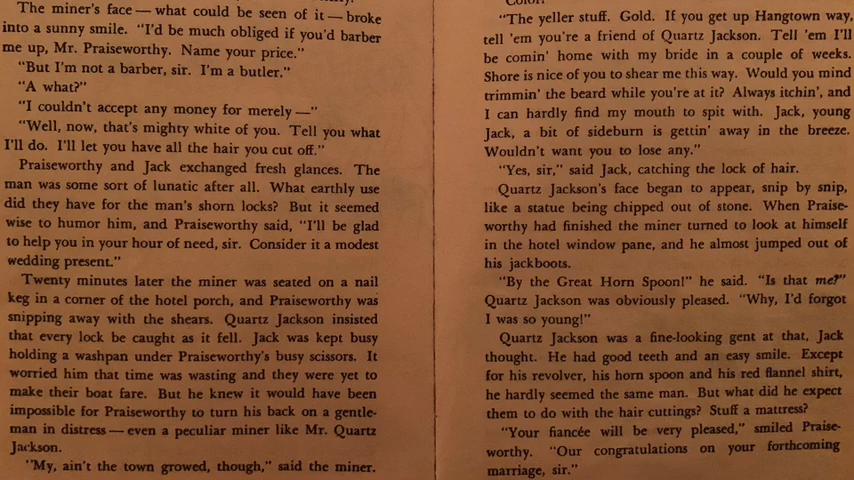 The miner's face — what could be seen of it — broke
into a sunny smile. "I'd be much obliged if you'd barber
me up, Mr. Praiseworthy. Name your price."
"But I'm not a barber, sir. I'm a butler."
"A what?"
"I couldn't accept any money for merely —"
"Well, now, that's mighty white of you. Tell you what
I'll do. I'll let you have all the hair you cut off."
Praiseworthy and Jack exchanged fresh glances. The
man was some sort of lunatic after all. What earthly use
did they have for the man's shorn locks? But it seemed
wise to humor him, and Praiseworthy said, "I'll be glad
to help you in your hour of need, sir. Consider it a modest
wedding present."
Twenty minutes later the miner was seated on a nail
keg in a corner of the hotel porch, and Praiseworthy was
snipping away with the shears. Quartz Jackson insisted
that every lock be caught as it fell. Jack was kept busy
holding a washpan under Praiseworthy's busy scissors. It
worried him that time was wasting and they were yet to
make their boat fare. But he knew it would have been
impossible for Praiseworthy to turn his back on a gentle-
man in distress — even a peculiar miner like Mr. Quartz
Jackson.
"My, ain't the town growed, though," said the miner.
"The yeller stuff. Gold. If you get up Hangtown way,
tell 'em you're a friend of Quartz Jackson. Tell 'em I'll
be comin' home with my bride in a couple of weeks.
Shore is nice of you to shear me this way. Would you mind
trimmin' the beard while you're at it? Always itchin', and
I can hardly find my mouth to spit with. Jack, young
Jack, a bit of sideburn is gettin' away in the breeze.
Wouldn't want you to lose any."
"Yes, sir," said Jack, catching the lock of hair.
Quartz Jackson's face began to appear, snip by snip,
like a statue being chipped out of stone. When Praise-
worthy had finished the miner turned to look at himself
in the hotel window pane, and he almost jumped out of
his jackboots.
"By the Great Horn Spoon!" he said. "Is that me?"
Quartz Jackson was obviously pleased. "Why, I'd forgot
I was so young!"
Quartz Jackson was a fine-looking gent at that, Jack
thought. He had good teeth and an easy smile. Except
for his revolver, his horn spoon and his red flannel shirt,
he hardly seemed the same man. But what did he expect
them to do with the hair cuttings? Stuff a mattress?
"Your fiancée will be very pleased," smiled Praise-
worthy. "Our congratulations on your forthcoming
marriage, sir."